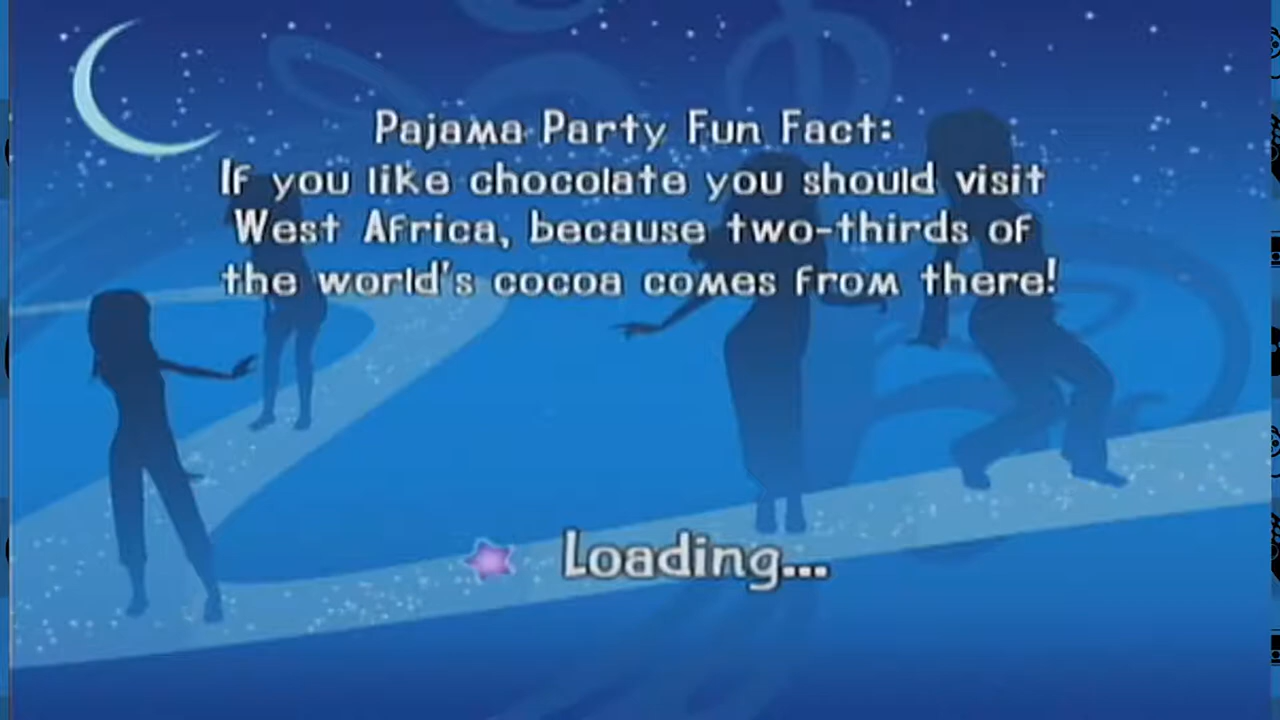 Pajama Party Fun Fact:
If you like chocolate you should visit
West Africa, because two-thirds of
the world's cocoa comes from there!
Loading...